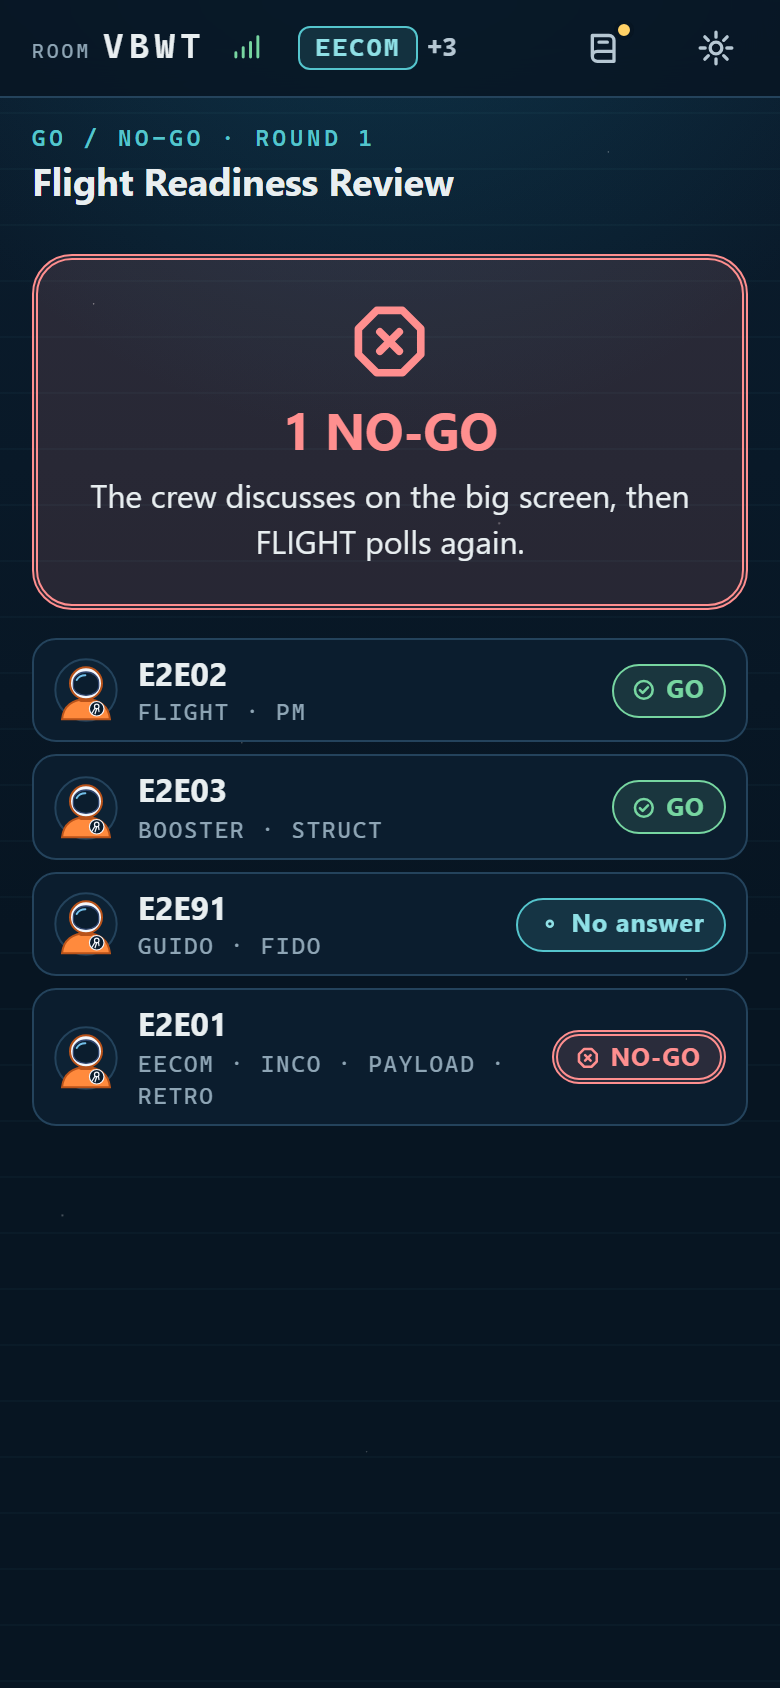 ROOM VBWT EECOM +3
GO / NO-GO · ROUND 1
Flight Readiness Review
1 NO-GO
The crew discusses on the big screen, then
FLIGHT polls again.
E2E02
FLIGHT · PM
GO
E2E03
BOOSTER · STRUCT
GO
E2E91
GUIDO · FIDO
No answer
E2E01
EECOM · INCO · PAYLOAD ·
RETRO
NO-GO